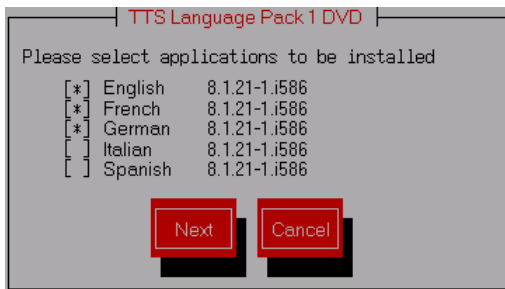 TTS Language Pack 1 DVD
Please select applications to be installed
[*] English 8.1.21-1.i586
[*] French 8.1.21-1.i586
[*] German 8.1.21-1.i586
[ ] Italian 8.1.21-1.i586
[ ] Spanish 8.1.21-1.i586
Next Cancel